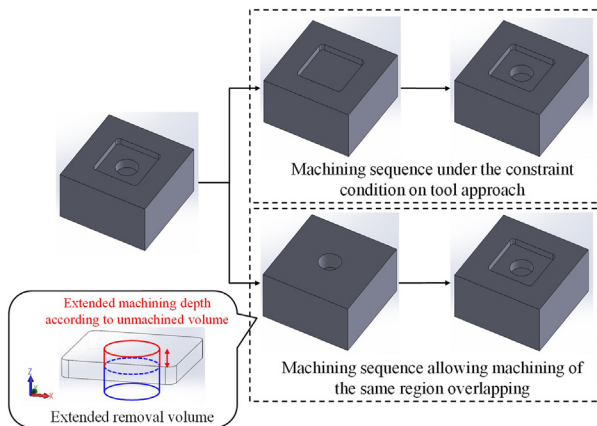 Machining sequence under the constraint
condition on tool approach
Extended machining depth
according to unmachined volume
Z
X
Extended removal volume
Machining sequence allowing machining of
the same region overlapping